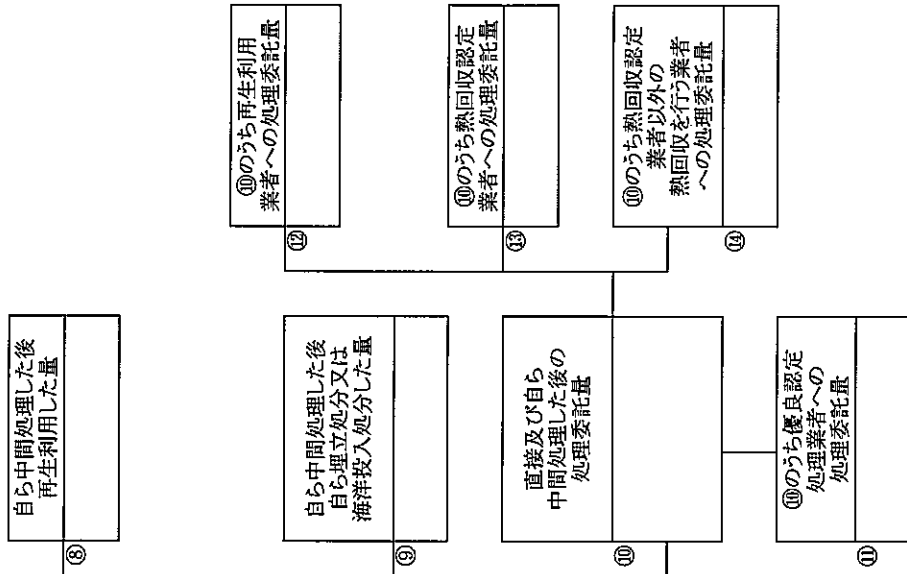 自ら中間処理した後
再生利用した量
⑧
自ら中間処理した後
自ら埋立処分又は
海洋投入処分した量
⑨
直接及び自ら
中間処理した後の
処理委託量
⑩
⑩のうち優良認定
処理業者への
処理委託量
⑪
⑩のうち再生利用
業者への処理委託量
⑫
⑩のうち熱回収認定
業者への処理委託量
⑬
⑩のうち熱回収認定
業者以外の
熱回収を行う業者
への処理委託量
⑭